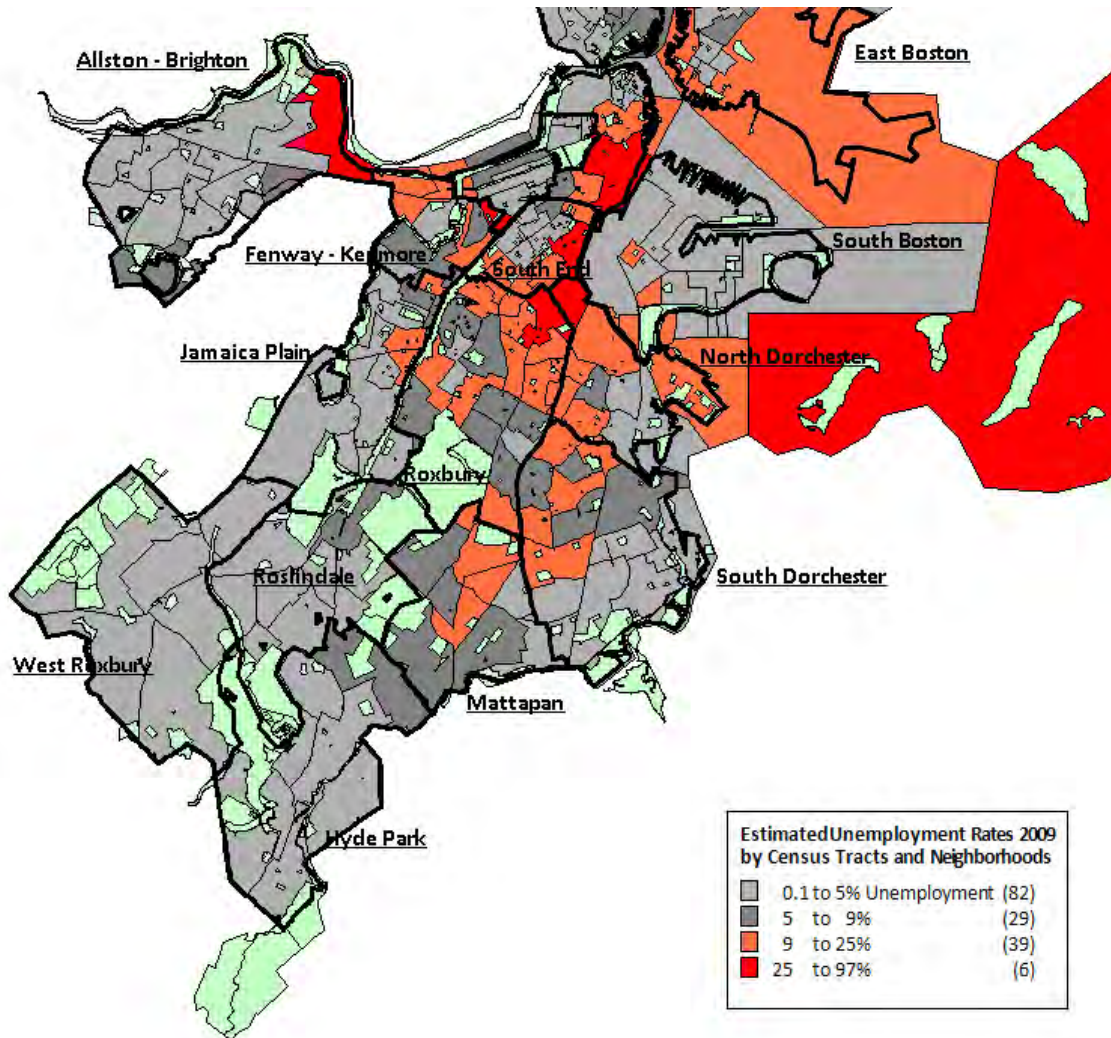 Allston - Brighton
East Boston
South Boston
Fenway - Kenmore
South End
Jamaica Plain
North Dorchester
Roxbury
Roslindale
South Dorchester
West Roxbury
Mattapan
Hyde Park
Estimated Unemployment Rates 2009
by Census Tracts and Neighborhoods
0.1 to 5% Unemployment (82)
5 to 9% (29)
9 to 25% (39)
25 to 97% (6)